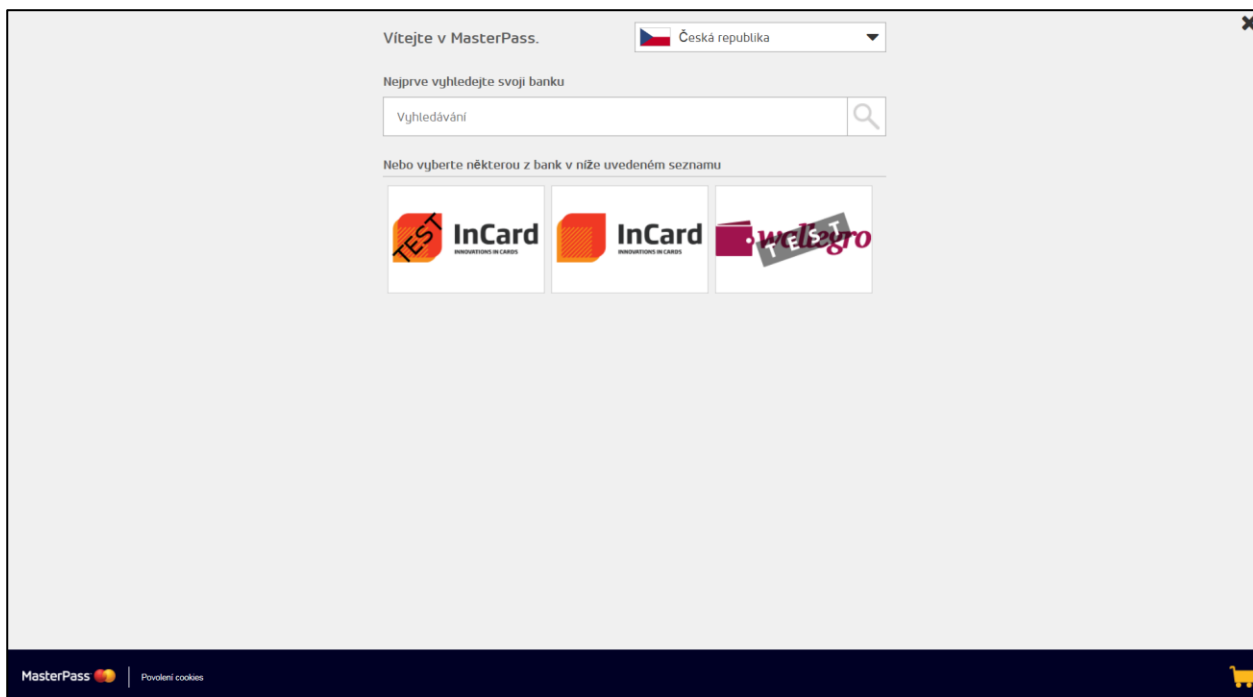 Vítejte v MasterPass.
Česká republika
Nejprve vyhledejte svoji banku
Vyhledávání
Nebo vyberte některou z bank v níže uvedeném seznamu
TEST
InCard
INNOVATIONS IN CARDS
InCard
INNOVATIONS IN CARDS
wallegro
TEST
MasterPass
Povolení cookies